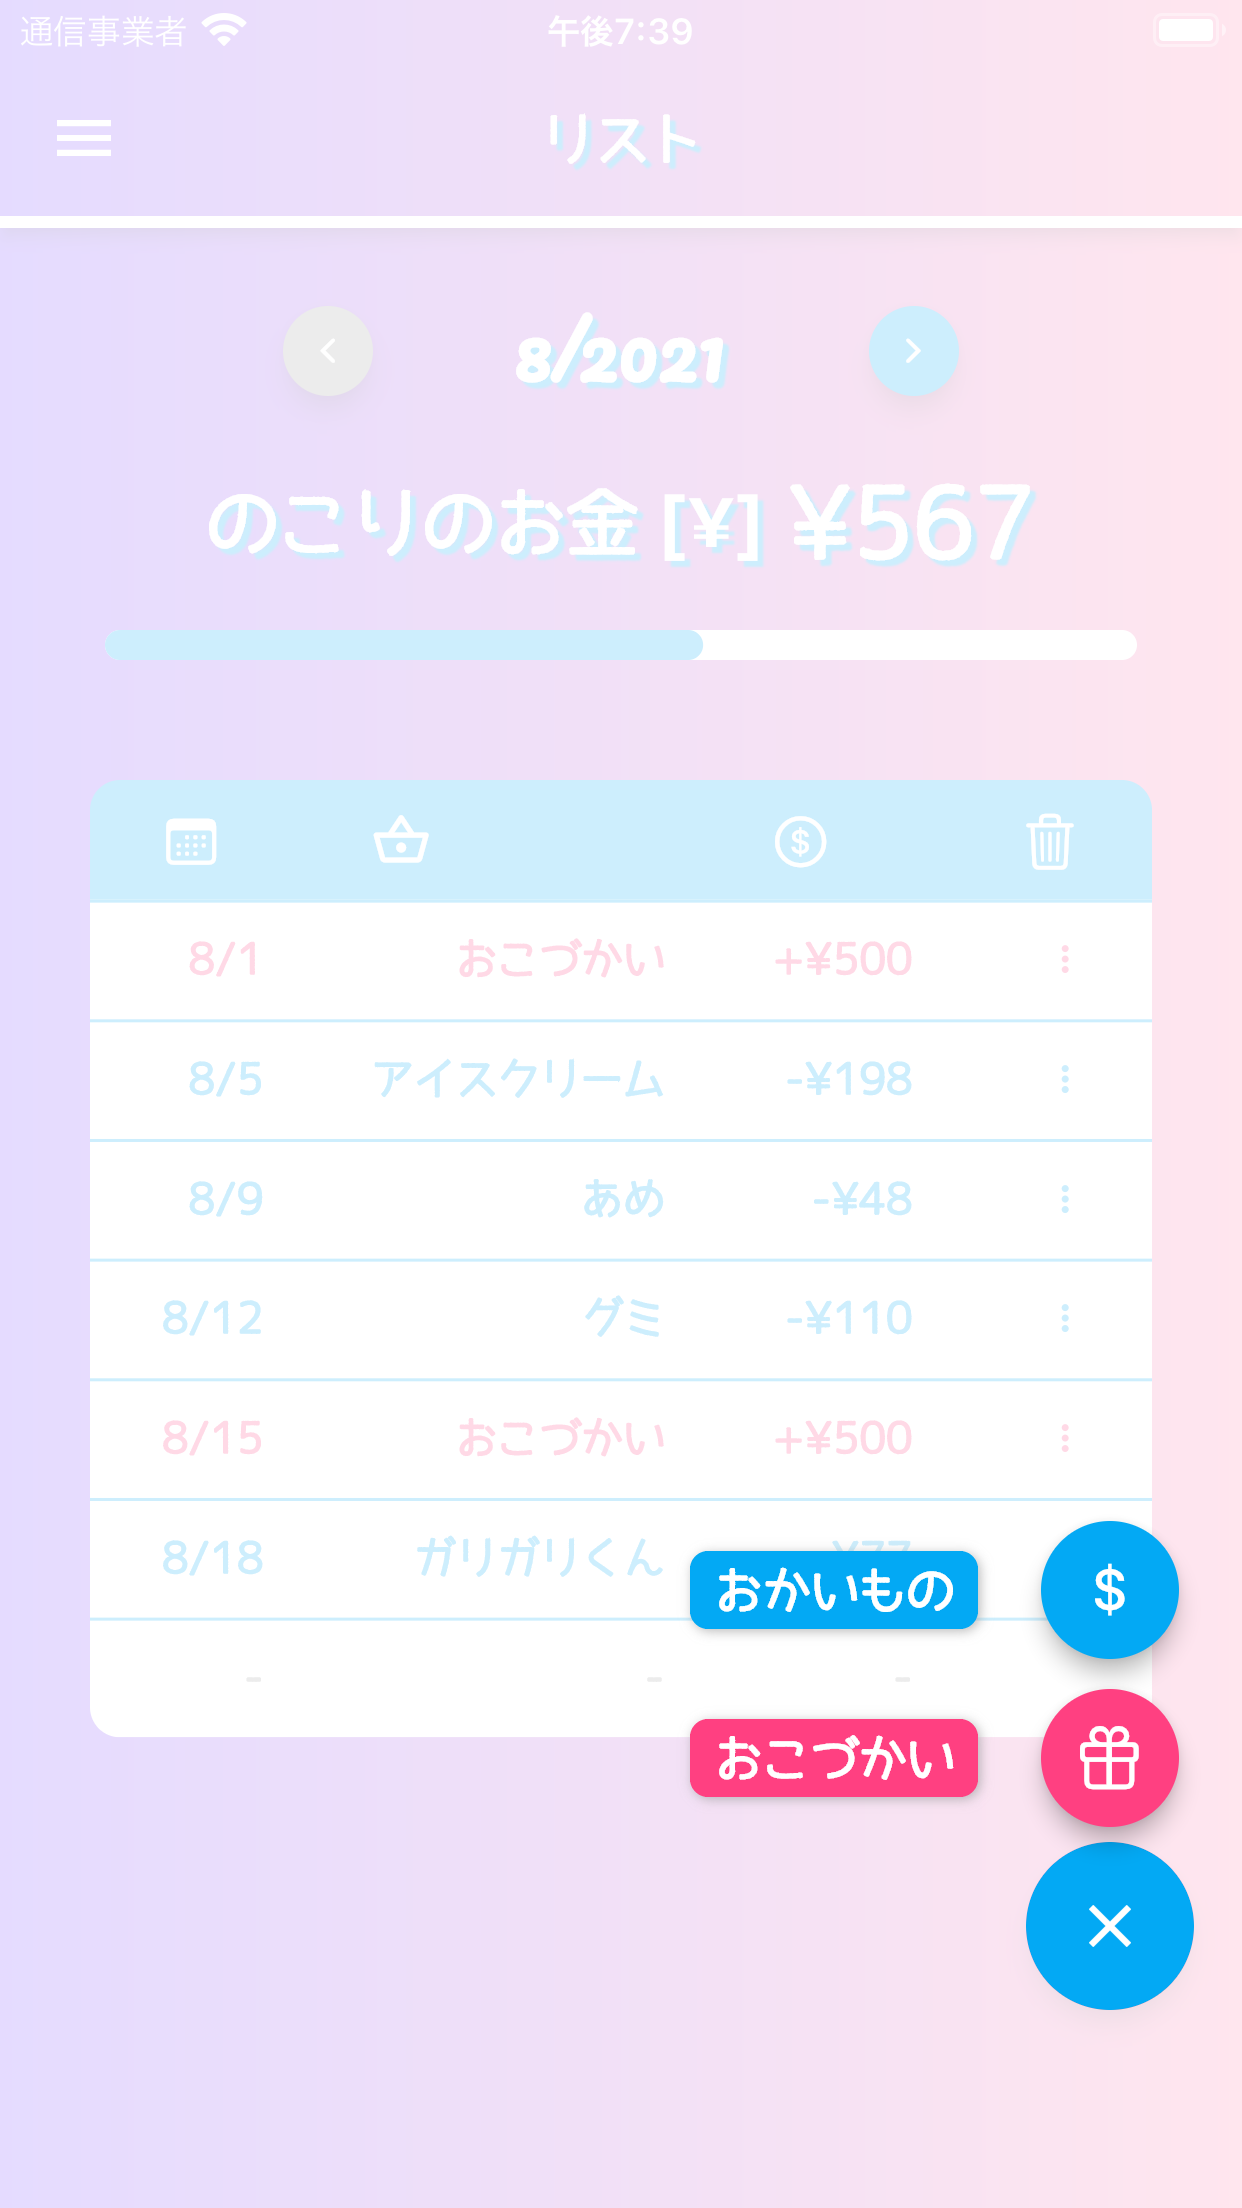 通信事業者 午後7:39
リスト
8/2021
のこりのお金 [¥] ¥567
8/1 おこづかい +¥500
8/5 アイスクリーム -¥198
8/9 あめ -¥48
8/12 グミ -¥110
8/15 おこづかい +¥500
8/18 ガリガリくん ¥77
おかいもの $
- - -
おこづかい